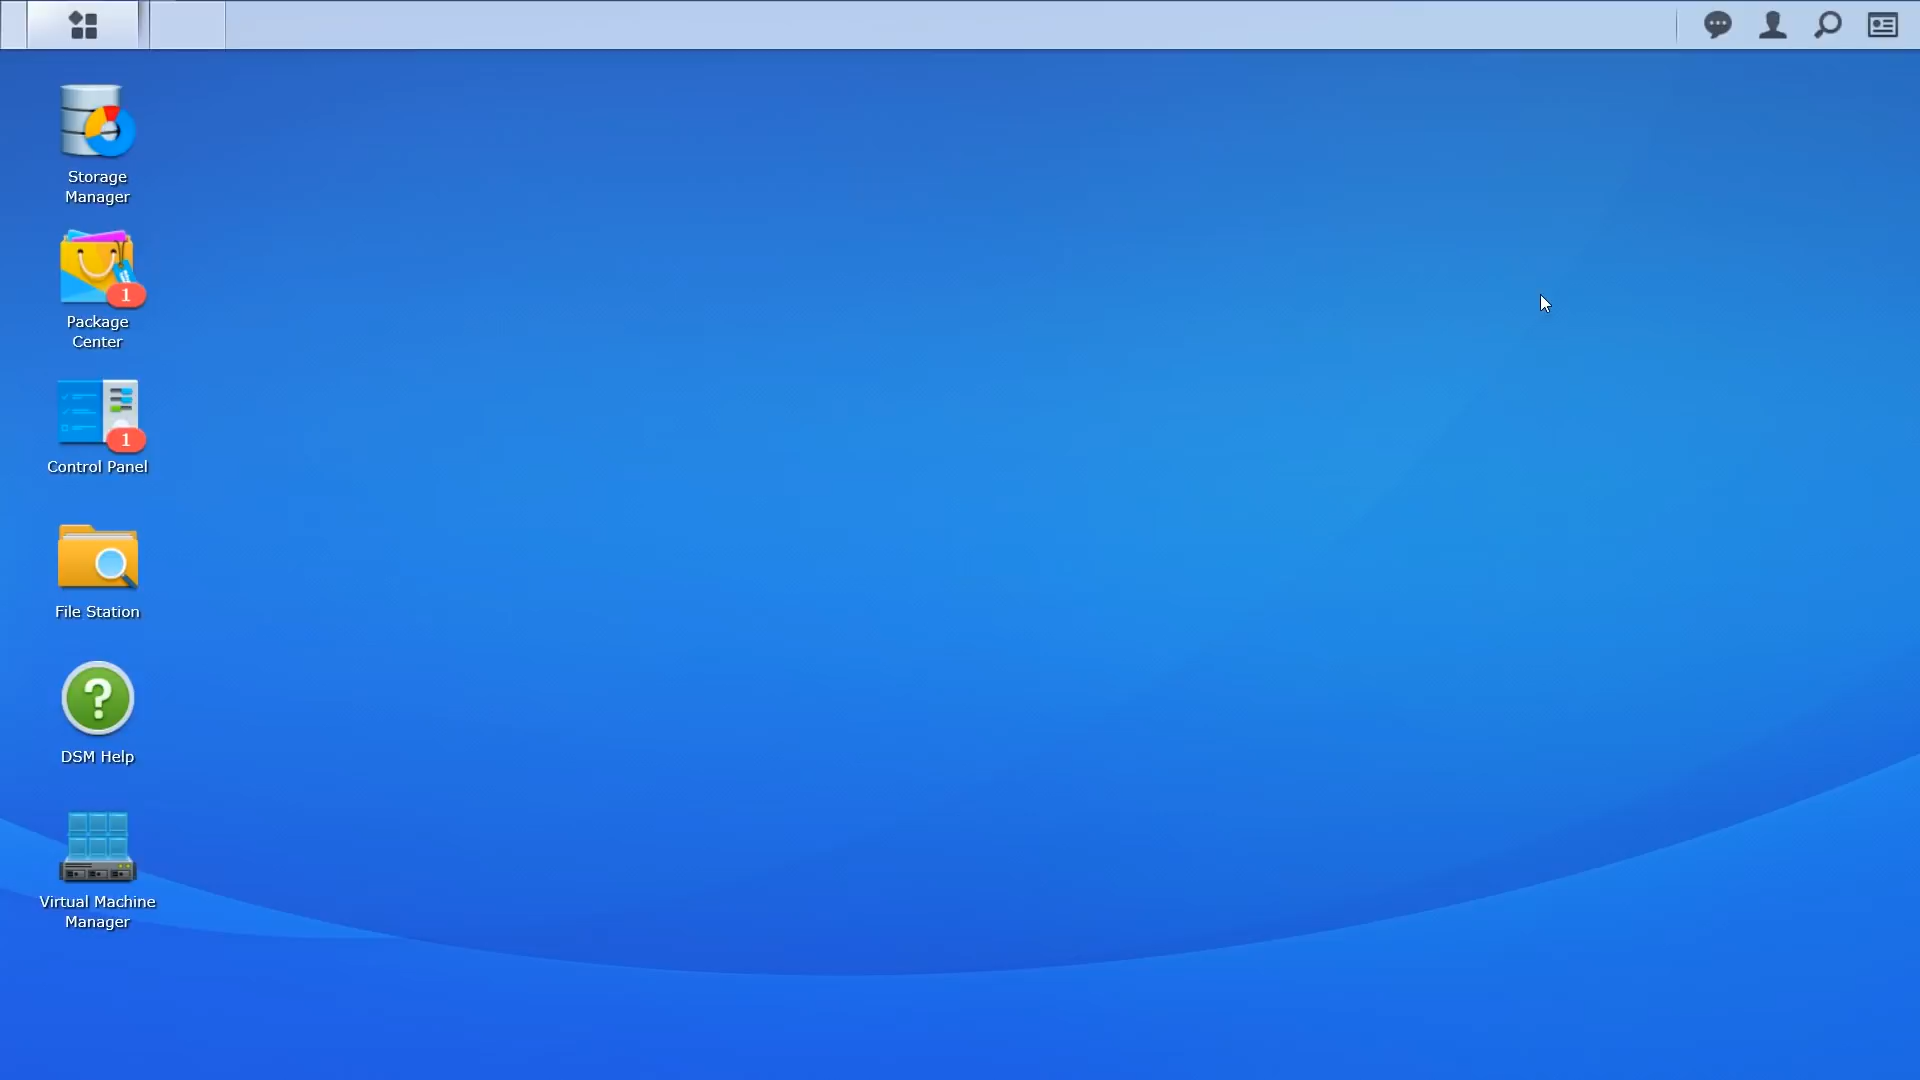 Storage
Manager
1
Package
Center
1
Control Panel
File Station
?
DSM Help
Virtual Machine
Manager